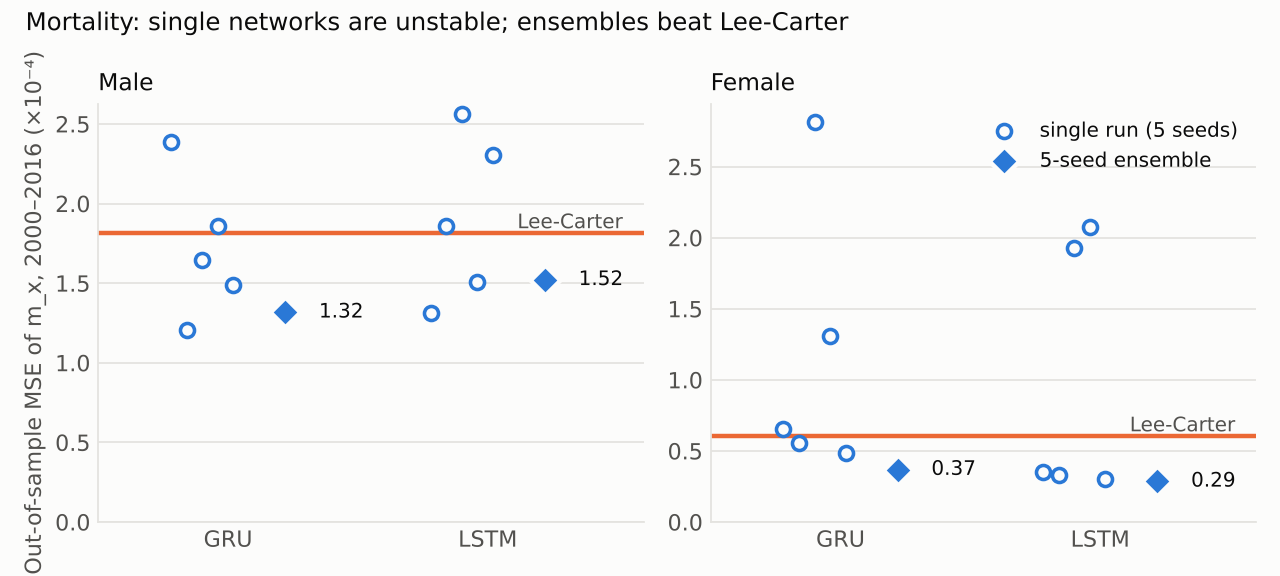 Mortality: single networks are unstable; ensembles beat Lee-Carter
Out-of-sample MSE of m_x, 2000–2016 (×10⁻⁴)
Male
2.5
2.0
1.5
1.0
0.5
0.0
Lee-Carter
1.32
1.52
GRU
LSTM
Female
single run (5 seeds)
5-seed ensemble
2.5
2.0
1.5
1.0
0.5
0.0
Lee-Carter
0.37
0.29
GRU
LSTM